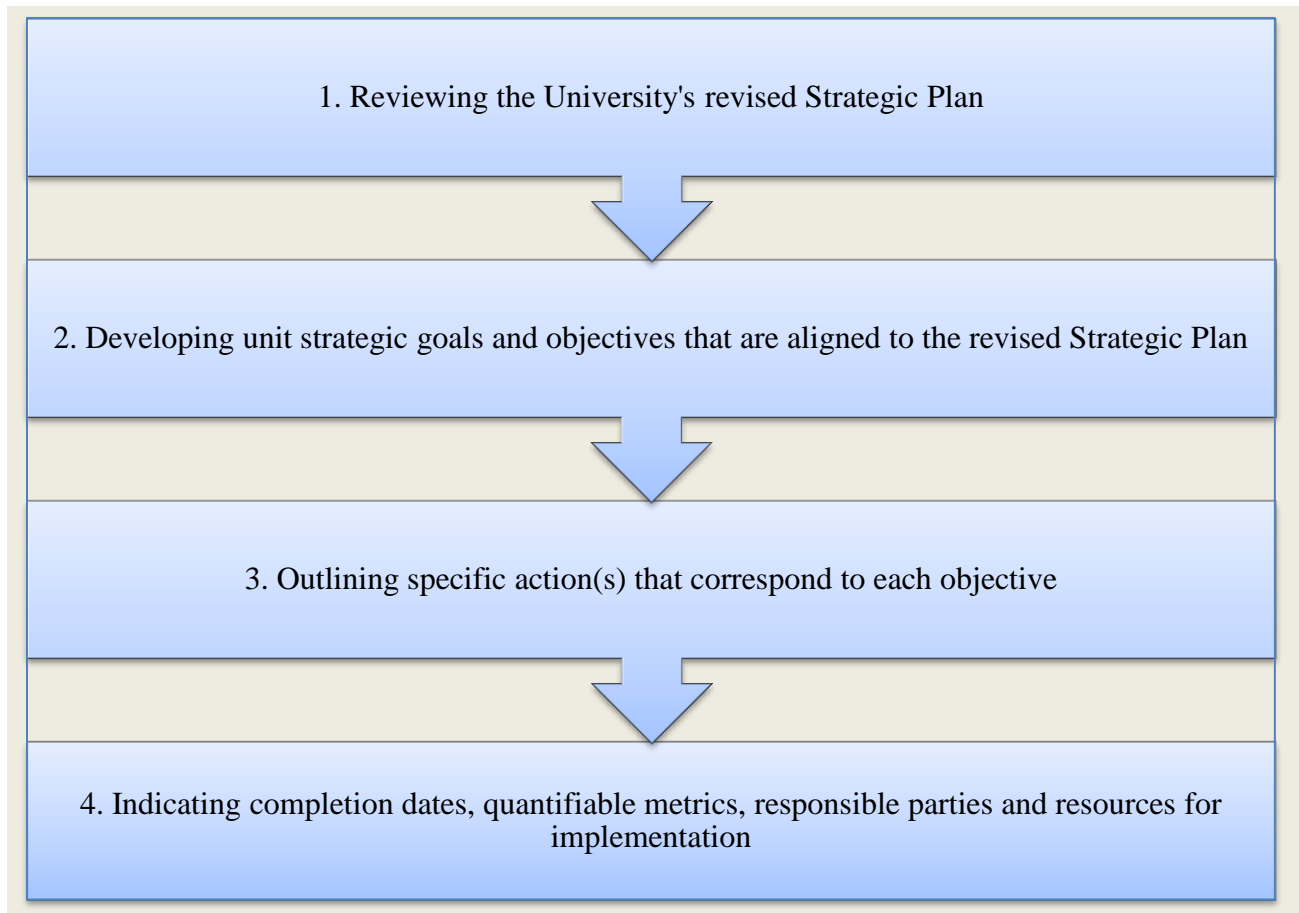 1. Reviewing the University's revised Strategic Plan
2. Developing unit strategic goals and objectives that are aligned to the revised Strategic Plan
3. Outlining specific action(s) that correspond to each objective
4. Indicating completion dates, quantifiable metrics, responsible parties and resources for
implementation